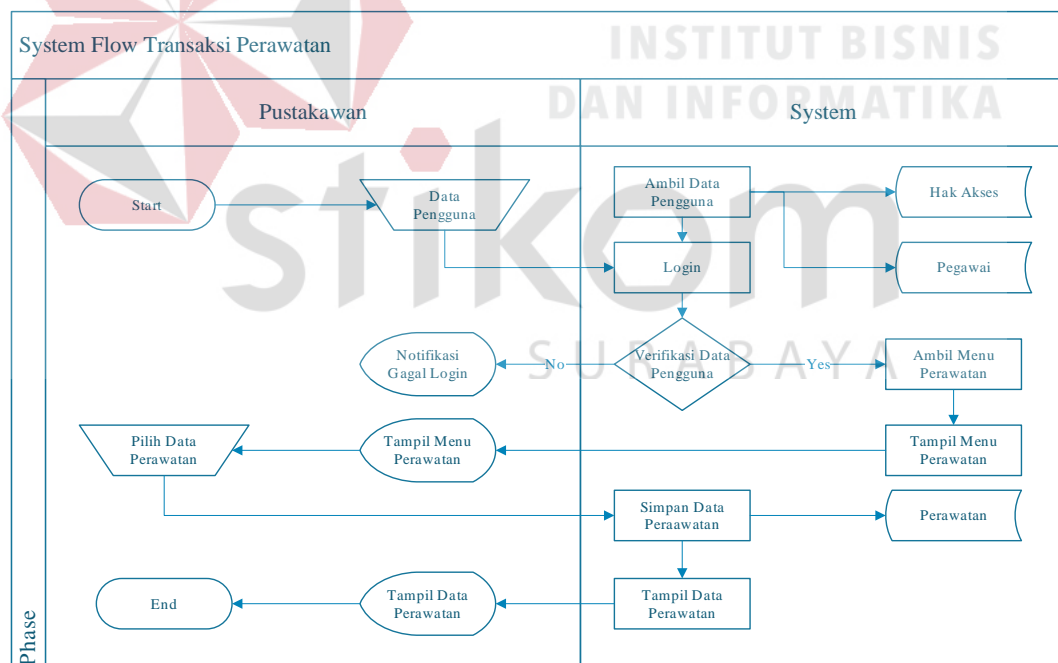 System Flow Transaksi Perawatan
INSTITUT BISNIS
DAN INFORMATIKA
Pustakawan
System
stikom
SURABAYA
Start
Data
Pengguna
Ambil Data
Pengguna
Hak Akses
Login
Pegawai
Notifikasi
Gagal Login
No
Verifikasi Data
Pengguna
Yes
Ambil Menu
Perawatan
Pilih Data
Perawatan
Tampil Menu
Perawatan
Tampil Menu
Perawatan
Simpan Data
Peraawatan
Perawatan
End
Tampil Data
Perawatan
Tampil Data
Perawatan
Phase